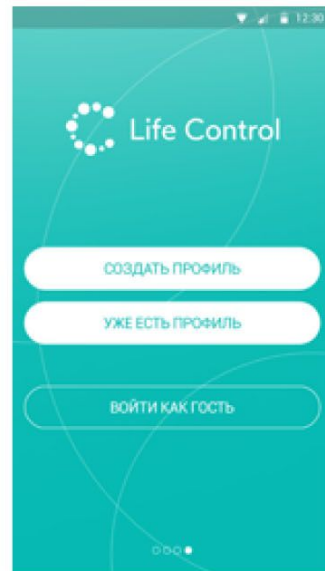 12:30
Life Control
СОЗДАТЬ ПРОФИЛЬ
УЖЕ ЕСТЬ ПРОФИЛЬ
ВОЙТИ КАК ГОСТЬ